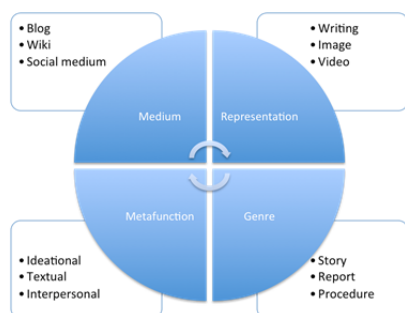 • Blog
• Wiki
• Social medium
• Writing
• Image
• Video
Medium
Representation
Metafunction
Genre
• Ideational
• Textual
• Interpersonal
• Story
• Report
• Procedure